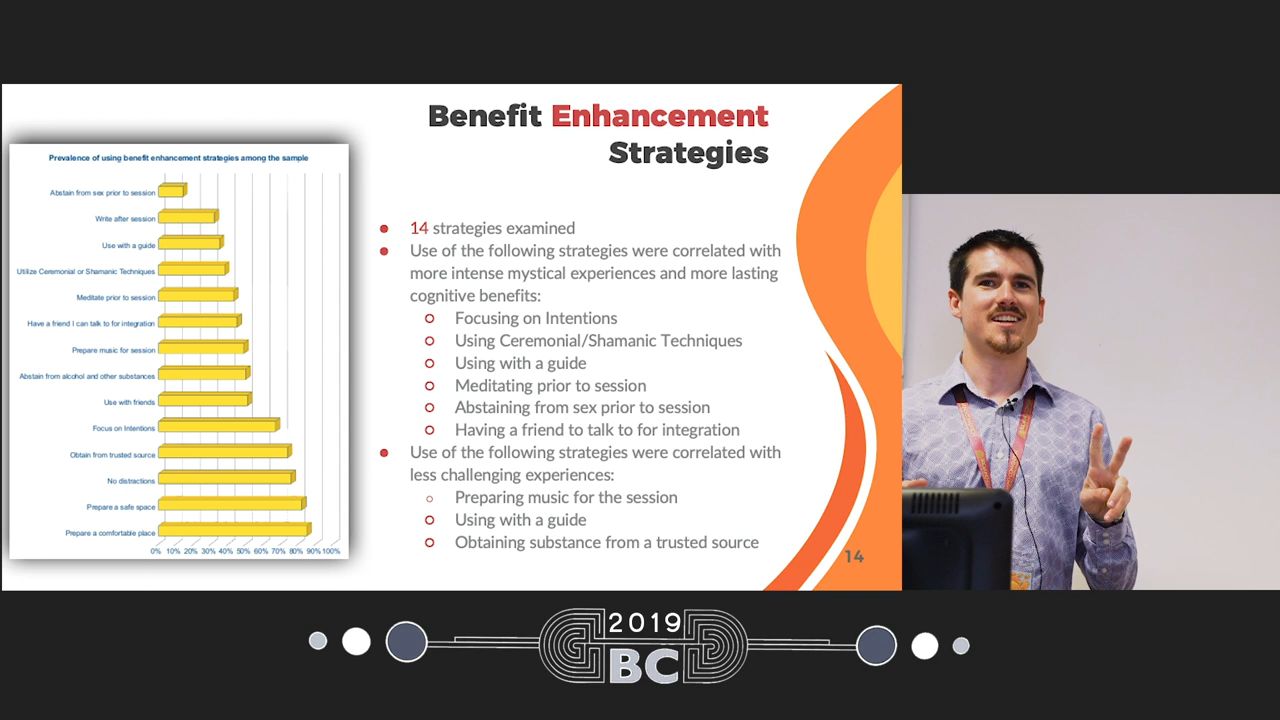 Benefit Enhancement
Strategies
Prevalence of using benefit enhancement strategies among the sample
Abstain from sex prior to session
Write after session
Use with a guide
Utilize Ceremonial or Shamanic Techniques
Meditate prior to session
Have a friend I can talk to for integration
Prepare music for session
Abstain from alcohol and other substances
Use with friends
Focus on Intentions
Obtain from trusted source
No distractions
Prepare a safe space
Prepare a comfortable place
0% 10% 20% 30% 40% 50% 60% 70% 80% 90% 100%
14 strategies examined
Use of the following strategies were correlated with
more intense mystical experiences and more lasting
cognitive benefits:
Focusing on Intentions
Using Ceremonial/Shamanic Techniques
Using with a guide
Meditating prior to session
Abstaining from sex prior to session
Having a friend to talk to for integration
Use of the following strategies were correlated with
less challenging experiences:
Preparing music for the session
Using with a guide
Obtaining substance from a trusted source
14
2019
BC